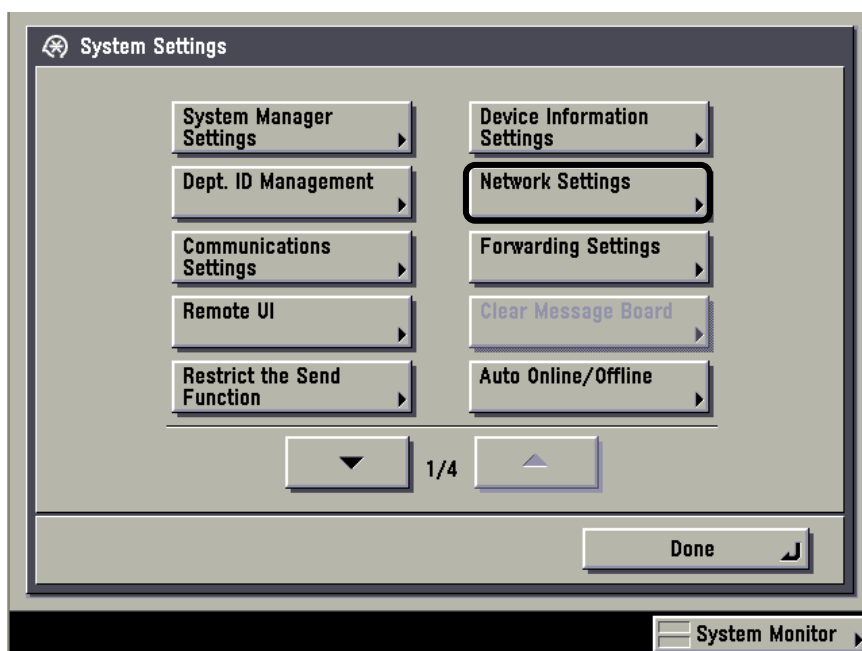 System Settings
System Manager
Settings
Device Information
Settings
Dept. ID Management
Network Settings
Communications
Settings
Forwarding Settings
Remote UI
Clear Message Board
Restrict the Send
Function
Auto Online/Offline
1/4
Done
System Monitor